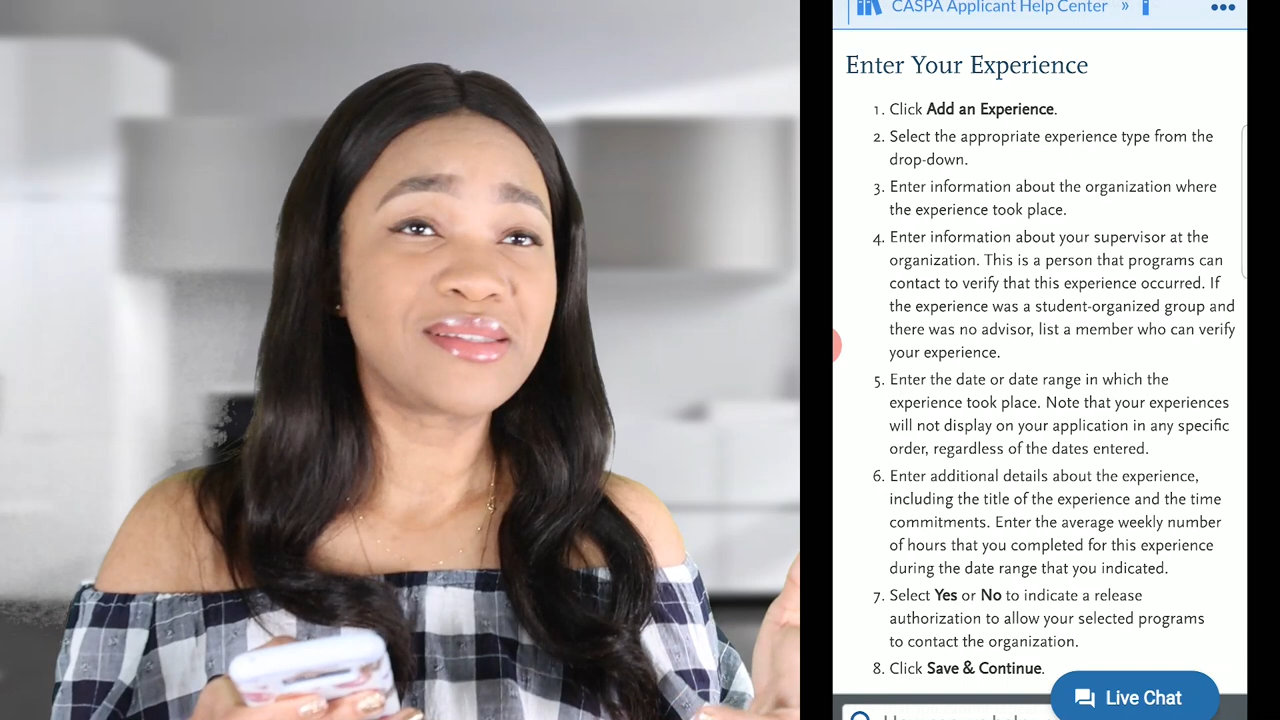 CASPA Applicant Help Center »
Enter Your Experience
1. Click Add an Experience.
2. Select the appropriate experience type from the
drop-down.
3. Enter information about the organization where
the experience took place.
4. Enter information about your supervisor at the
organization. This is a person that programs can
contact to verify that this experience occurred. If
the experience was a student-organized group and
there was no advisor, list a member who can verify
your experience.
5. Enter the date or date range in which the
experience took place. Note that your experiences
will not display on your application in any specific
order, regardless of the dates entered.
6. Enter additional details about the experience,
including the title of the experience and the time
commitments. Enter the average weekly number
of hours that you completed for this experience
during the date range that you indicated.
7. Select Yes or No to indicate a release
authorization to allow your selected programs
to contact the organization.
8. Click Save & Continue.
Live Chat